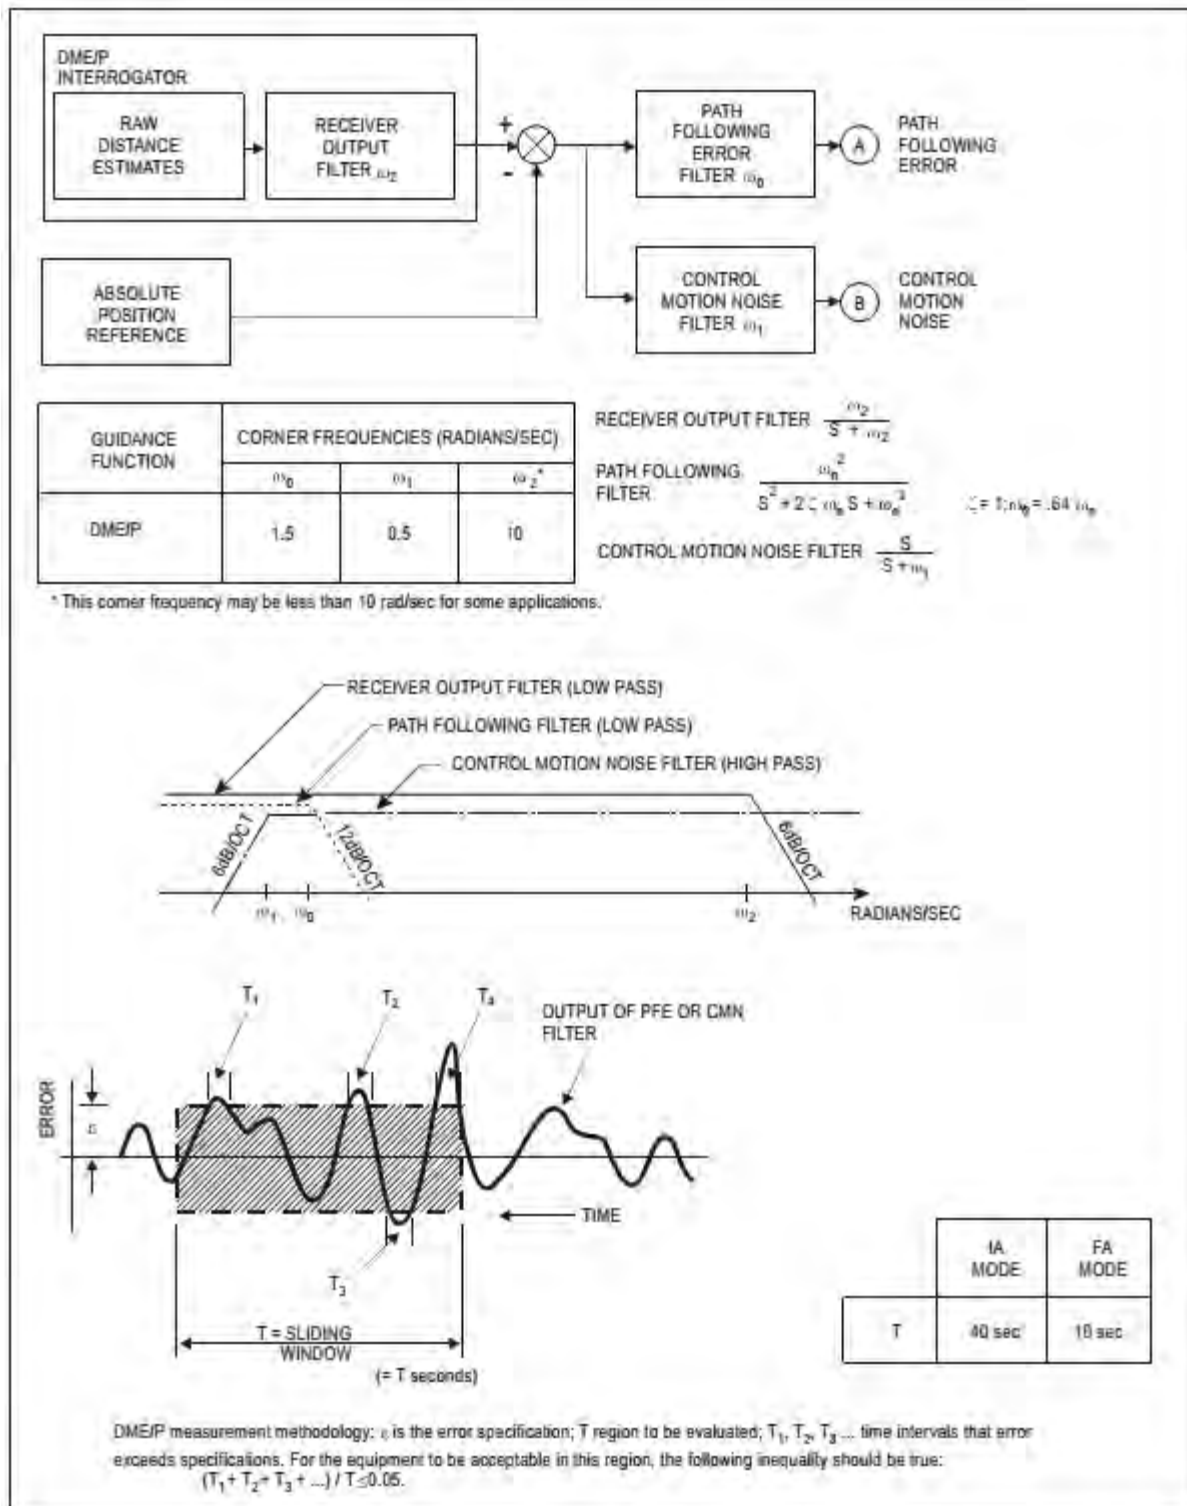 DME/P
INTERROGATOR
RAW
DISTANCE
ESTIMATES
RECEIVER
OUTPUT
FILTER ω₂
+
-
PATH
FOLLOWING
ERROR
FILTER ω₀
A
PATH
FOLLOWING
ERROR
ABSOLUTE
POSITION
REFERENCE
CONTROL
MOTION NOISE
FILTER ω₁
B
CONTROL
MOTION
NOISE
GUIDANCE
FUNCTION
CORNER FREQUENCIES (RADIANS/SEC)
ω₀ ω₁ ω₂*
DME/P 1.5 0.5 10
* This corner frequency may be less than 10 rad/sec for some applications.
RECEIVER OUTPUT FILTER ω₂ / S + ω₂
PATH FOLLOWING
FILTER
CONTROL MOTION NOISE FILTER S / S + ω₁
RECEIVER OUTPUT FILTER (LOW PASS)
PATH FOLLOWING FILTER (LOW PASS)
CONTROL MOTION NOISE FILTER (HIGH PASS)
6dB/OCT
12dB/OCT
6dB/OCT
ω₁ ω₀ ω₂
RADIANS/SEC
T₁
T₂
T₄
OUTPUT OF PFE OR CMN
FILTER
ERROR
ε
TIME
T₃
T = SLIDING
WINDOW
(= T seconds)
IA
MODE
FA
MODE
T 40 sec 10 sec
DME/P measurement methodology: ε is the error specification; T region to be evaluated; T₁, T₂, T₃ ... time intervals that error
exceeds specifications. For the equipment to be acceptable in this region, the following inequality should be true:
(T₁ + T₂ + T₃ + ...) / T ≤0.05.